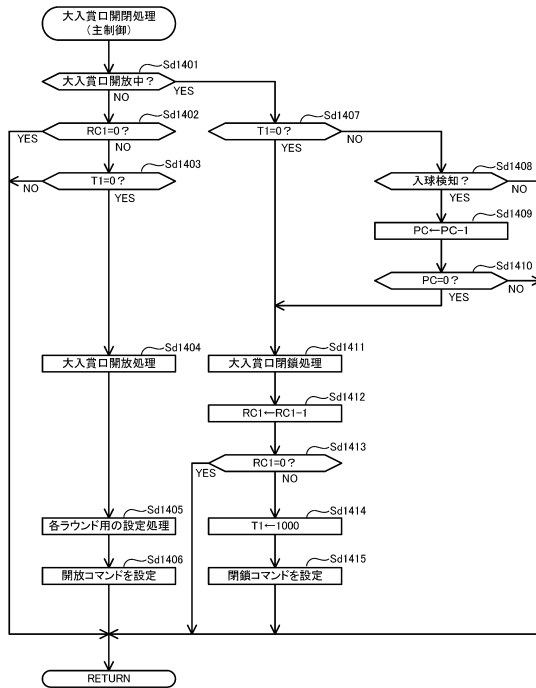 大入賞口開閉処理
(主制御)
Sd1401
大入賞口開放中?
YES
NO
Sd1402
RC1=0?
YES
NO
Sd1403
T1=0?
NO
YES
Sd1404
大入賞口開放処理
Sd1405
各ラウンド用の設定処理
Sd1406
開放コマンドを設定
Sd1407
T1=0?
NO
YES
Sd1408
入球検知?
NO
YES
Sd1409
PC←PC-1
Sd1410
PC=0?
NO
YES
Sd1411
大入賞口閉鎖処理
Sd1412
RC1←RC1-1
Sd1413
RC1=0?
YES
NO
Sd1414
T1←1000
Sd1415
閉鎖コマンドを設定
RETURN